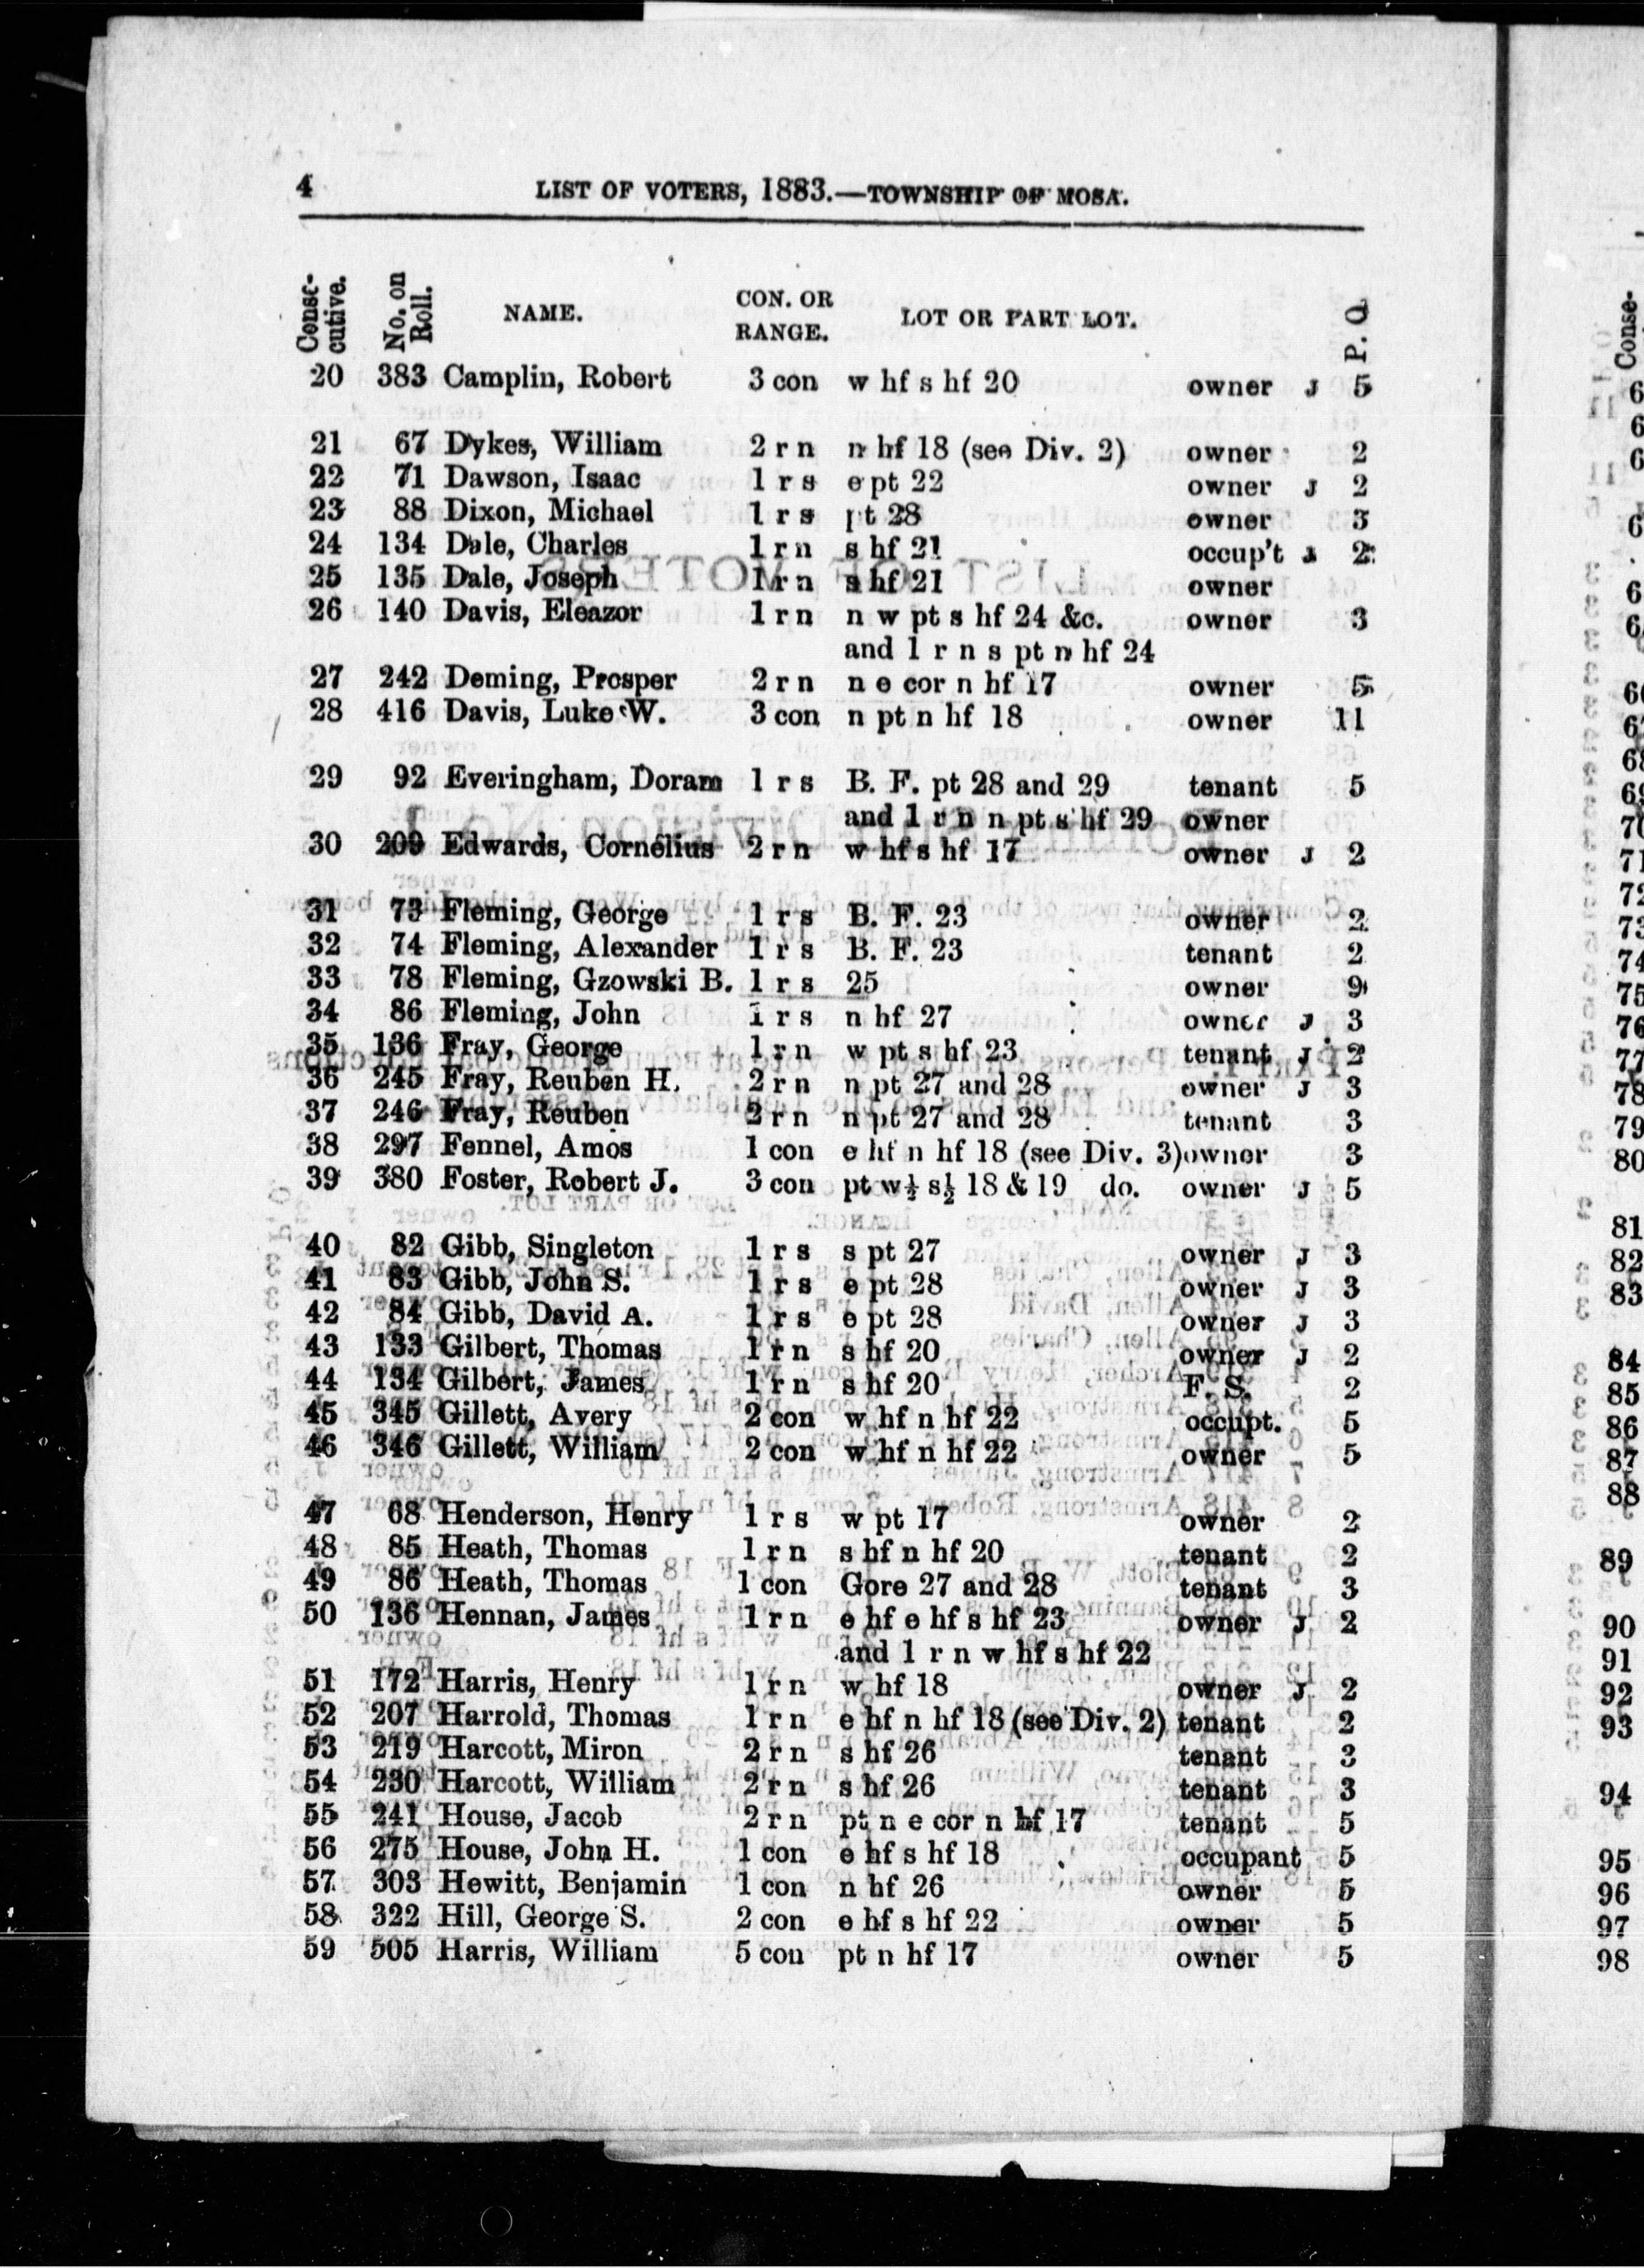 4 LIST OF VOTERS, 1883.—TOWNSHIP OF MOSA.
Conse-cutive. No. on Roll. NAME. CON. OR RANGE. LOT OR PART LOT. P. O.
20 383 Camplin, Robert 3 con w hf s hf 20 owner J 5
21 67 Dykes, William 2 r n n hf 18 (see Div. 2) owner 2
22 71 Dawson, Isaac 1 r s e pt 22 owner J 2
23 88 Dixon, Michael 1 r s pt 28 owner 3
24 134 Dale, Charles 1 r n s hf 21 occup't J 2
25 135 Dale, Joseph 1 r n s hf 21 owner
26 140 Davis, Eleazor 1 r n n w pt s hf 24 &c. owner 3
and 1 r n s pt n hf 24
27 242 Deming, Prosper 2 r n n e cor n hf 17 owner 5
28 416 Davis, Luke W. 3 con n pt n hf 18 owner 11
29 92 Everingham, Doram 1 r s B. F. pt 28 and 29 tenant 5
and 1 r n n pt s hf 29 owner
30 209 Edwards, Cornelius 2 r n w hf s hf 17 owner J 2
31 73 Fleming, George 1 r s B. F. 23 owner 2
32 74 Fleming, Alexander 1 r s B. F. 23 tenant 2
33 78 Fleming, Gzowski B. 1 r s 25 owner 9
34 86 Fleming, John 1 r s n hf 27 owner J 3
35 136 Fray, George 1 r n w pt s hf 23 tenant J 2
36 245 Fray, Reuben H. 2 r n n pt 27 and 28 owner J 3
37 246 Fray, Reuben 2 r n n pt 27 and 28 tenant 3
38 297 Fennel, Amos 1 con e hf n hf 18 (see Div. 3) owner 3
39 380 Foster, Robert J. 3 con pt w½ s½ 18 & 19 do. owner J 5
40 82 Gibb, Singleton 1 r s s pt 27 owner J 3
41 83 Gibb, John S. 1 r s e pt 28 owner J 3
42 84 Gibb, David A. 1 r s e pt 28 owner J 3
43 133 Gilbert, Thomas 1 r n s hf 20 owner J 2
44 134 Gilbert, James 1 r n s hf 20 F. S. 2
45 345 Gillett, Avery 2 con w hf n hf 22 occupt. 5
46 346 Gillett, William 2 con w hf n hf 22 owner 5
47 68 Henderson, Henry 1 r s w pt 17 owner 2
48 85 Heath, Thomas 1 r n s hf n hf 20 tenant 2
49 86 Heath, Thomas 1 con Gore 27 and 28 tenant 3
50 136 Hennan, James 1 r n e hf e hf s hf 23 owner J 2
and 1 r n w hf s hf 22
51 172 Harris, Henry 1 r n w hf 18 owner J 2
52 207 Harrold, Thomas 1 r n e hf n hf 18 (see Div. 2) tenant 2
53 219 Harcott, Miron 2 r n s hf 26 tenant 3
54 230 Harcott, William 2 r n s hf 26 tenant 3
55 241 House, Jacob 2 r n pt n e cor n hf 17 tenant 5
56 275 House, John H. 1 con e hf s hf 18 occupant 5
57 303 Hewitt, Benjamin 1 con n hf 26 owner 5
58 322 Hill, George S. 2 con e hf s hf 22 owner 5
59 505 Harris, William 5 con pt n hf 17 owner 5